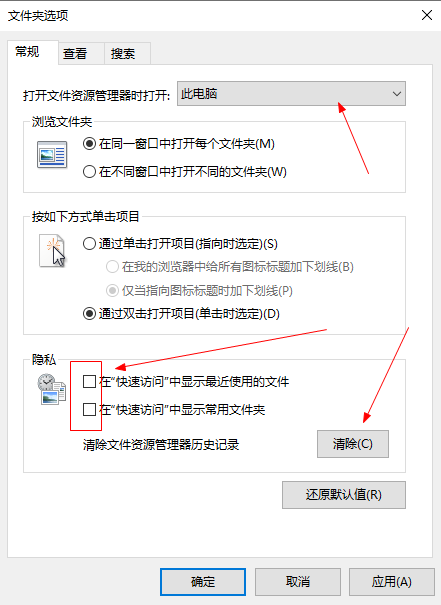 文件夹选项
常规 查看 搜索
打开文件资源管理器时打开: 此电脑
浏览文件夹
在同一窗口中打开每个文件夹(M)
在不同窗口中打开不同的文件夹(W)
按如下方式单击项目
通过单击打开项目(指向时选定)(S)
在我的浏览器中给所有图标标题加下划线(B)
仅当指向图标标题时加下划线(P)
通过双击打开项目(单击时选定)(D)
隐私
在“快速访问”中显示最近使用的文件
在“快速访问”中显示常用文件夹
清除文件资源管理器历史记录 清除(C)
还原默认值(R)
确定 取消 应用(A)